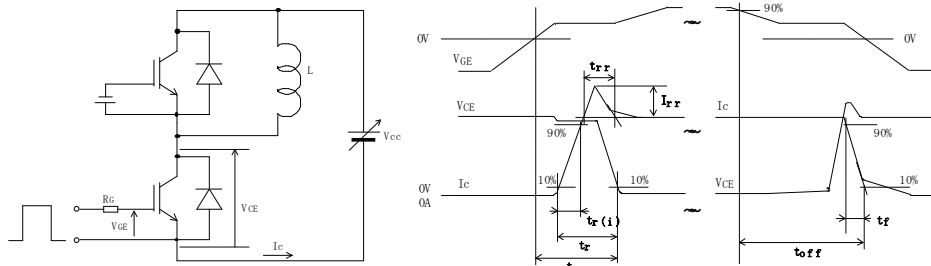 L
Vcc
RG
VGE
VCE
Ic
0V
VGE
trr
Irr
VCE
90%
10%
10%
0V
0A
Ic
tr(i)
tr
90%
0V
Ic
90%
VCE
10%
tf
toff